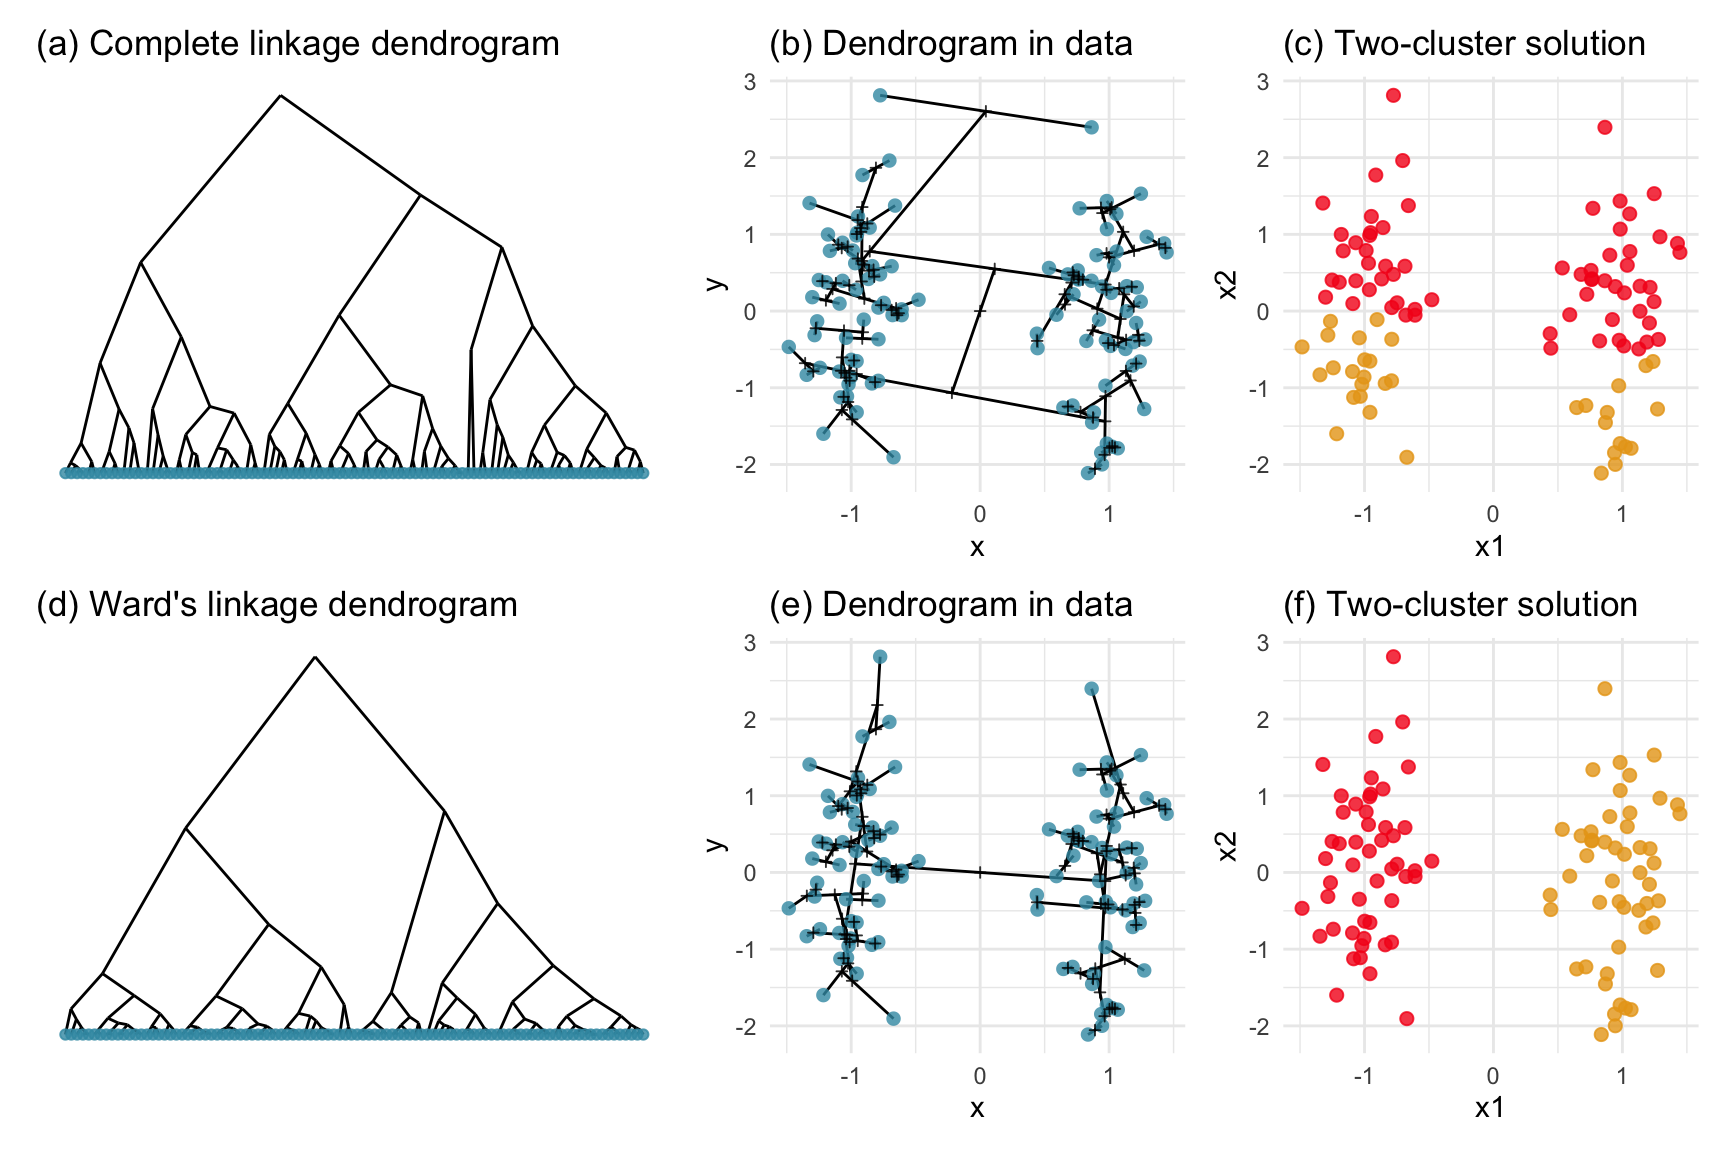 (a) Complete linkage dendrogram
(b) Dendrogram in data
3
2
1
0
-1
-2
y
-1
0
1
x
(c) Two-cluster solution
3
2
1
0
-1
-2
x2
-1
0
1
x1
(d) Ward's linkage dendrogram
(e) Dendrogram in data
3
2
1
0
-1
-2
y
-1
0
1
x
(f) Two-cluster solution
3
2
1
0
-1
-2
x2
-1
0
1
x1